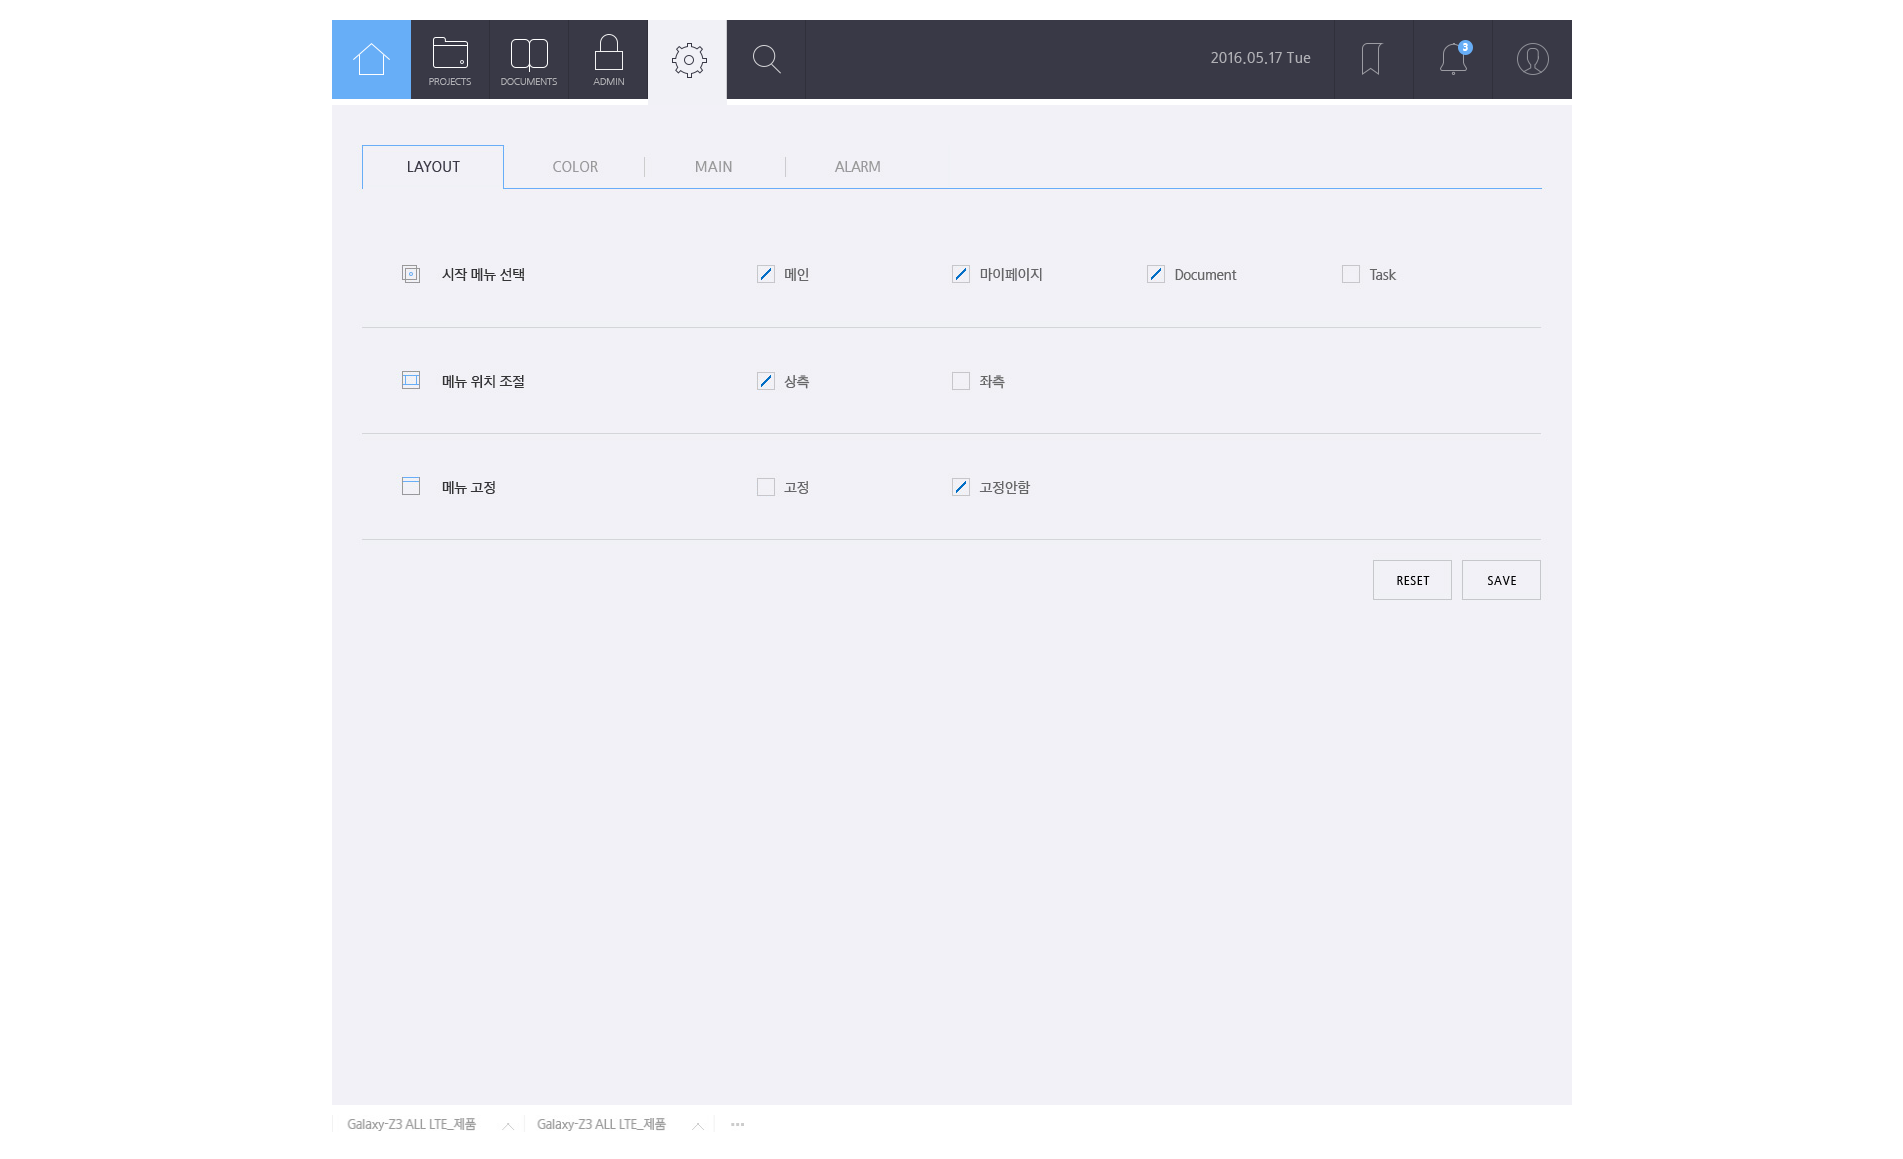 PROJECTS
DOCUMENTS
ADMIN
2016.05.17 Tue
3
LAYOUT
COLOR
MAIN
ALARM
시작 메뉴 선택
메인
마이페이지
Document
Task
메뉴 위치 조절
상측
좌측
메뉴 고정
고정
고정안함
RESET
SAVE
Galaxy-Z3 ALL LTE_제품
Galaxy-Z3 ALL LTE_제품